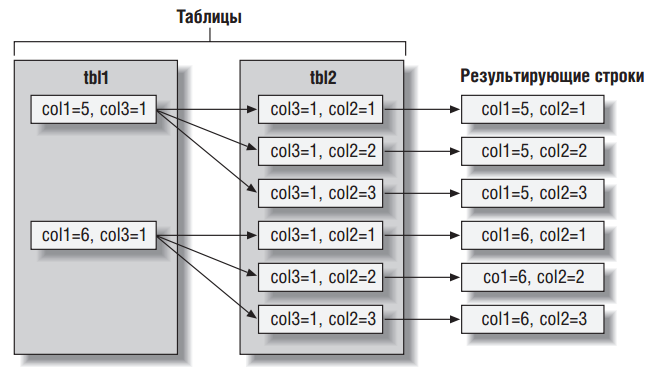 Таблицы
tbl1
tbl2
Результирующие строки
col1=5, col3=1
col3=1, col2=1
col1=5, col2=1
col3=1, col2=2
col1=5, col2=2
col3=1, col2=3
col1=5, col2=3
col1=6, col3=1
col3=1, col2=1
col1=6, col2=1
col3=1, col2=2
co1=6, col2=2
col3=1, col2=3
col1=6, col2=3